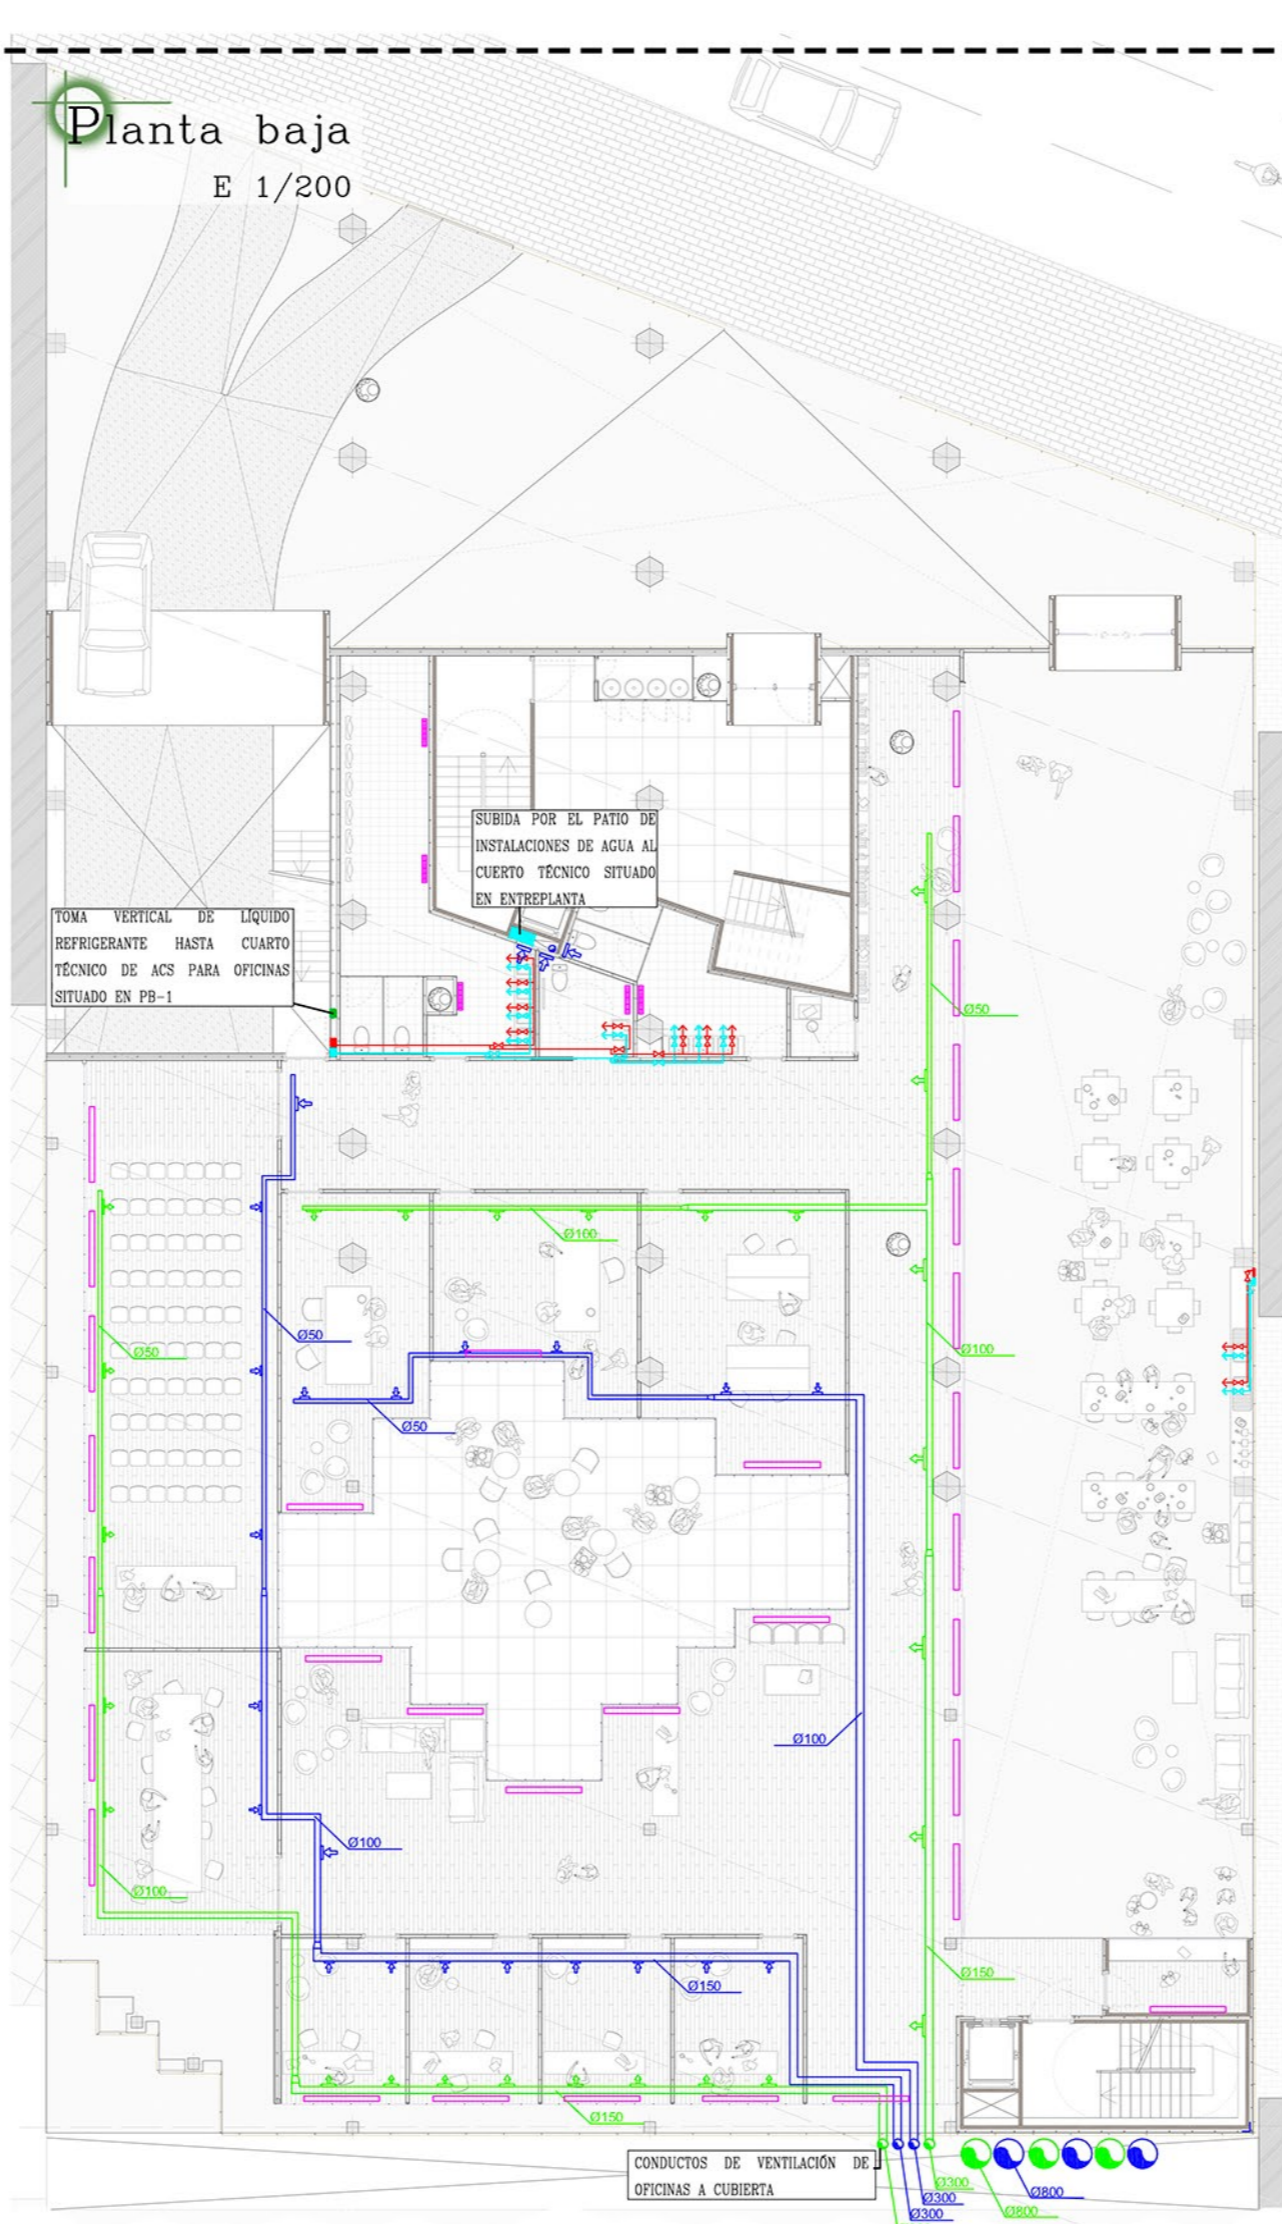 Planta baja
E 1/200
SUBIDA POR EL PATIO DE
INSTALACIONES DE AGUA AL
CUERTO TÉCNICO SITUADO
EN ENTREPLANTA
TOMA VERTICAL DE LÍQUIDO
REFRIGERANTE HASTA CUARTO
TÉCNICO DE ACS PARA OFICINAS
SITUADO EN PB-1
Ø50
Ø100
Ø50
Ø50
Ø100
Ø50
Ø100
Ø100
Ø100
Ø150
Ø150
Ø150
CONDUCTOS DE VENTILACIÓN DE
OFICINAS A CUBIERTA
Ø300
Ø300
Ø300
Ø800
Ø800